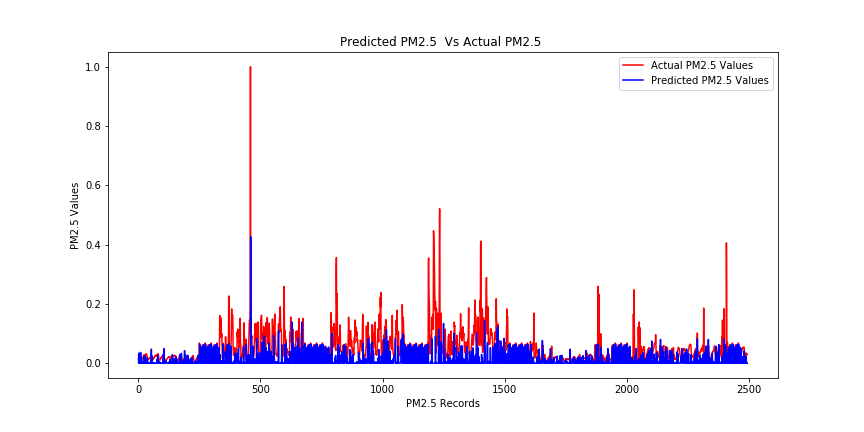 Predicted PM2.5  Vs Actual PM2.5
Actual PM2.5 Values
Predicted PM2.5 Values
1.0
0.8
0.6
0.4
0.2
0.0
PM2.5 Values
0
500
1000
1500
2000
2500
PM2.5 Records